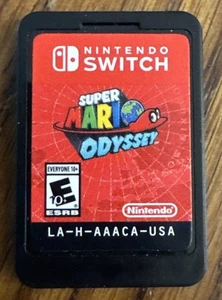 NINTENDO
SWITCH
SUPER
MARIO
ODYSSEY
EVERYONE 10+
E
10+
ESRB
Nintendo
LA-H-AAACA-USA